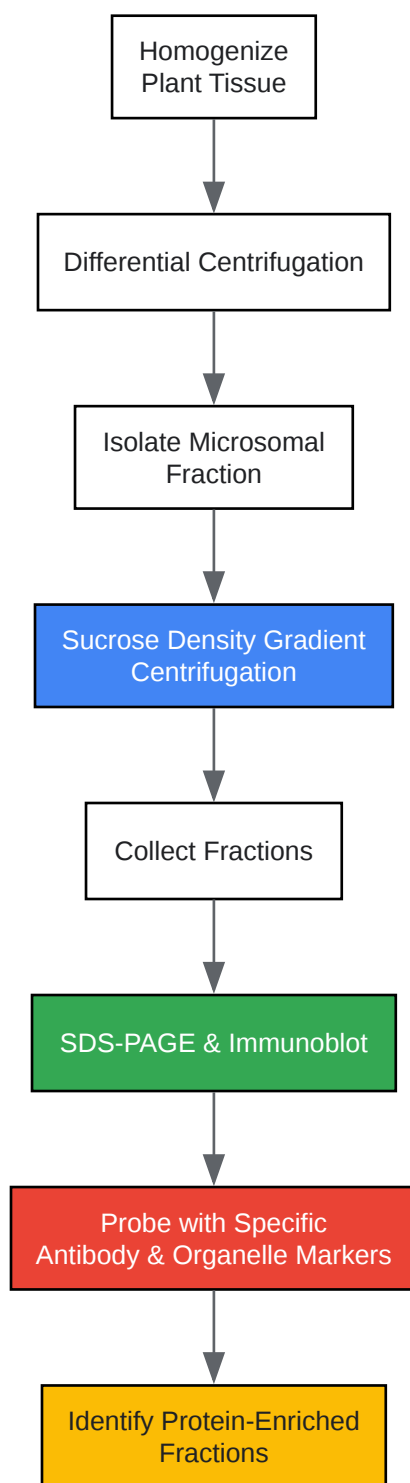 Homogenize
Plant Tissue
Differential Centrifugation
Isolate Microsomal
Fraction
Sucrose Density Gradient
Centrifugation
Collect Fractions
SDS-PAGE & Immunoblot
Probe with Specific
Antibody & Organelle Markers
Identify Protein-Enriched
Fractions